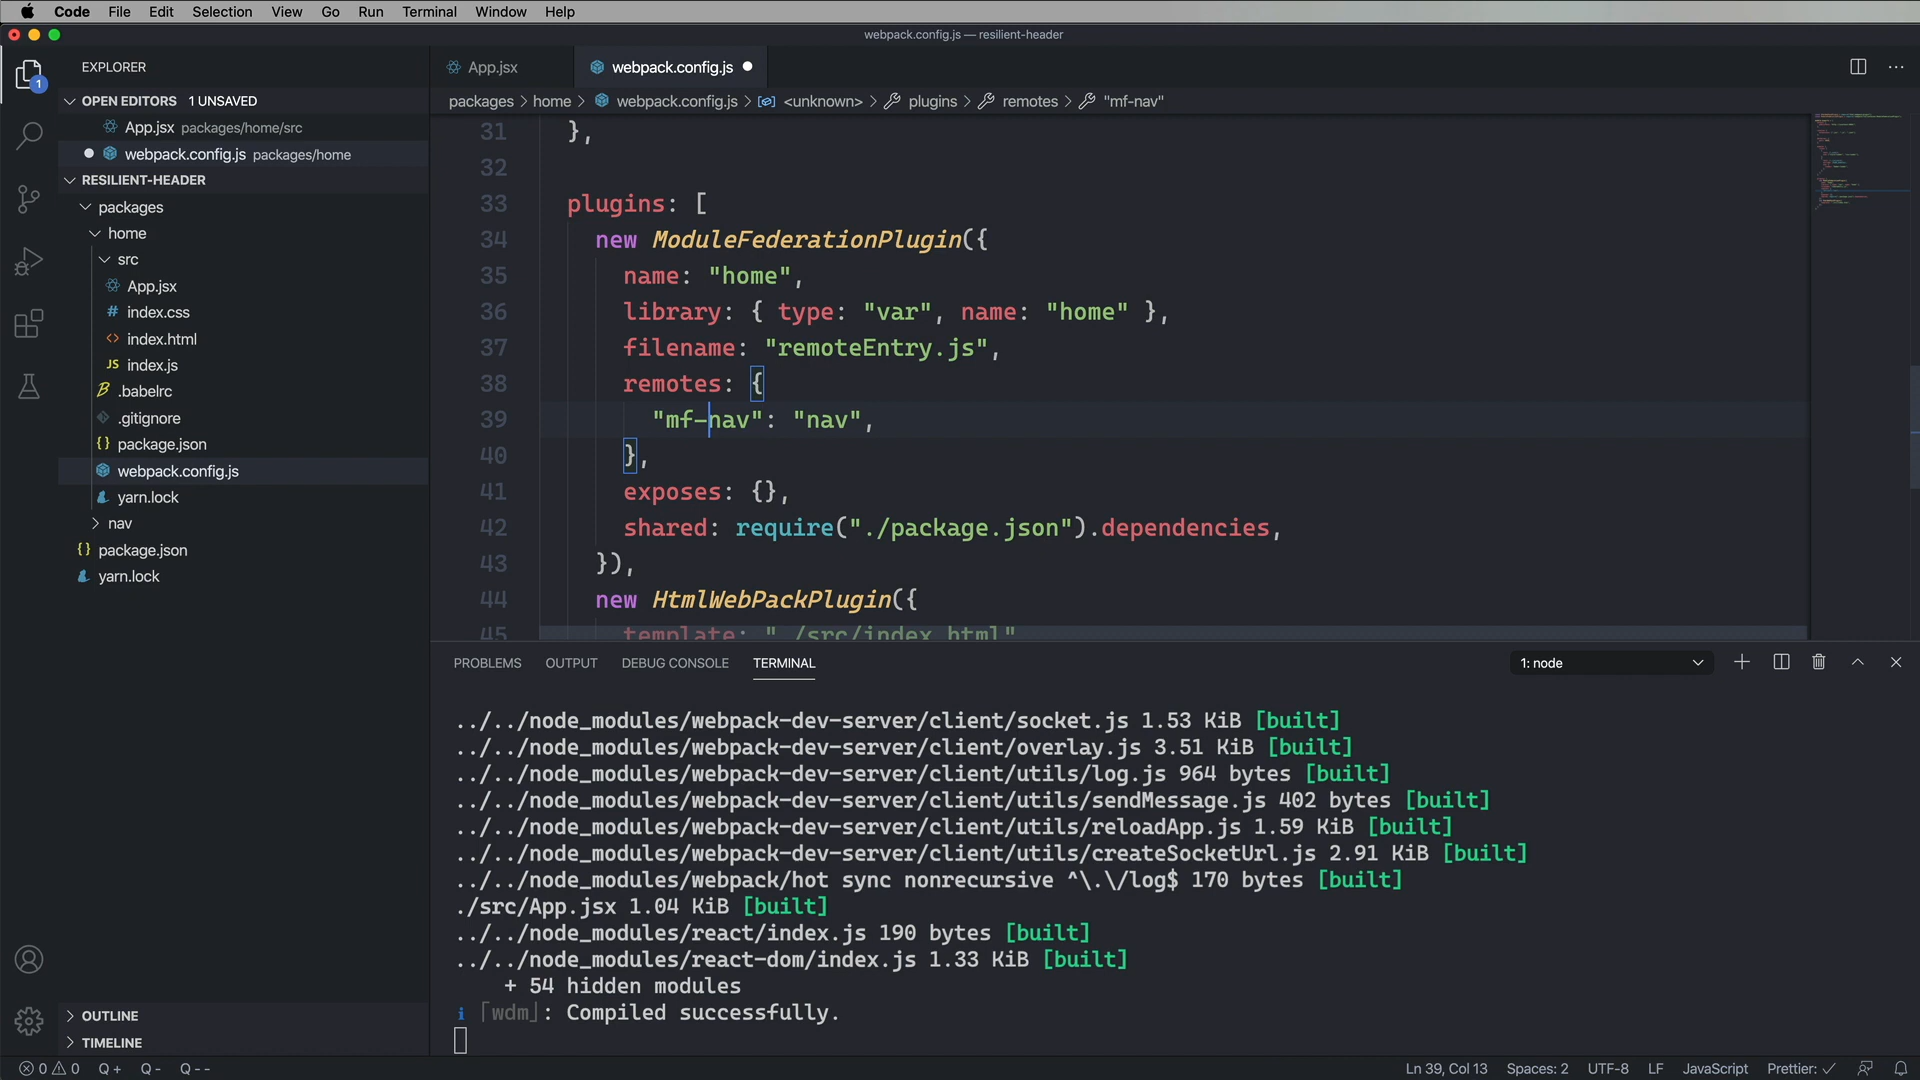 Code File Edit Selection View Go Run Terminal Window Help
webpack.config.js — resilient-header
EXPLORER
App.jsx
webpack.config.js
OPEN EDITORS 1 UNSAVED
packages > home > webpack.config.js > <unknown> > plugins > remotes > "mf-nav"
App.jsx packages/home/src
webpack.config.js packages/home
RESILIENT-HEADER
packages
home
src
App.jsx
# index.css
<> index.html
JS index.js
.babelrc
.gitignore
{} package.json
webpack.config.js
yarn.lock
nav
{} package.json
yarn.lock
OUTLINE
TIMELINE
31 },
32
33 plugins: [
34 new ModuleFederationPlugin({
35 name: "home",
36 library: { type: "var", name: "home" },
37 filename: "remoteEntry.js",
38 remotes: {
39 "mf-nav": "nav",
40 },
41 exposes: {},
42 shared: require("./package.json").dependencies,
43 }),
44 new HtmlWebPackPlugin({
45 template: "./src/index.html"
PROBLEMS OUTPUT DEBUG CONSOLE TERMINAL
1: node
../../node_modules/webpack-dev-server/client/socket.js 1.53 KiB [built]
../../node_modules/webpack-dev-server/client/overlay.js 3.51 KiB [built]
../../node_modules/webpack-dev-server/client/utils/log.js 964 bytes [built]
../../node_modules/webpack-dev-server/client/utils/sendMessage.js 402 bytes [built]
../../node_modules/webpack-dev-server/client/utils/reloadApp.js 1.59 KiB [built]
../../node_modules/webpack-dev-server/client/utils/createSocketUrl.js 2.91 KiB [built]
../../node_modules/webpack/hot sync nonrecursive ^\.\/log$ 170 bytes [built]
./src/App.jsx 1.04 KiB [built]
../../node_modules/react/index.js 190 bytes [built]
../../node_modules/react-dom/index.js 1.33 KiB [built]
+ 54 hidden modules
i ｢wdm｣: Compiled successfully.
0 0 Q+ Q- Q-- Ln 39, Col 13 Spaces: 2 UTF-8 LF JavaScript Prettier: ✓